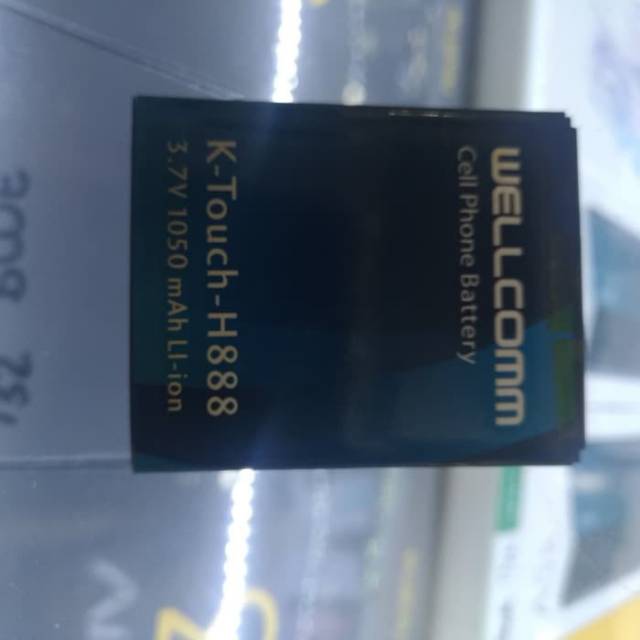 WELLCOMM
Cell Phone Battery
K-Touch-H888
3.7V 1050 mAh LI-ion